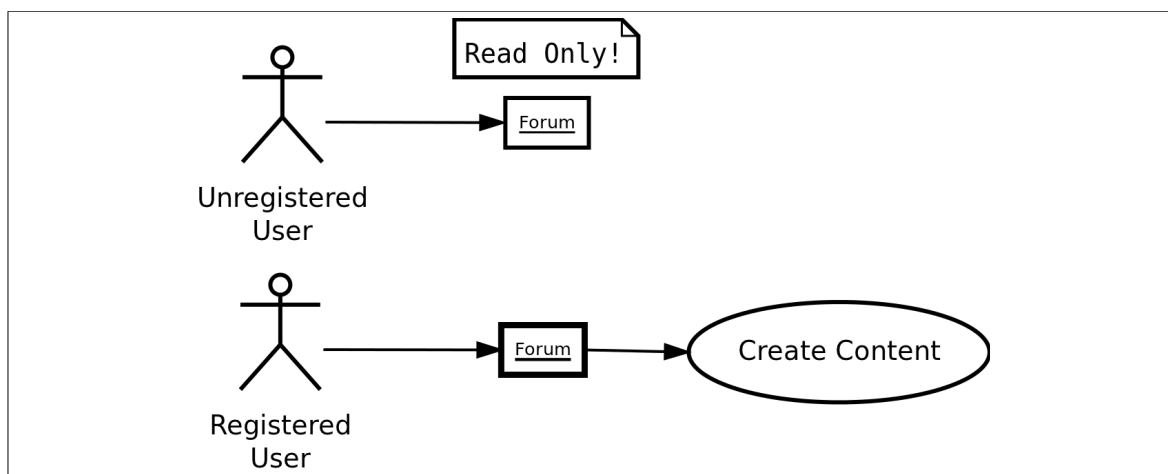 Read Only!
Forum
Unregistered
User
Forum
Create Content
Registered
User